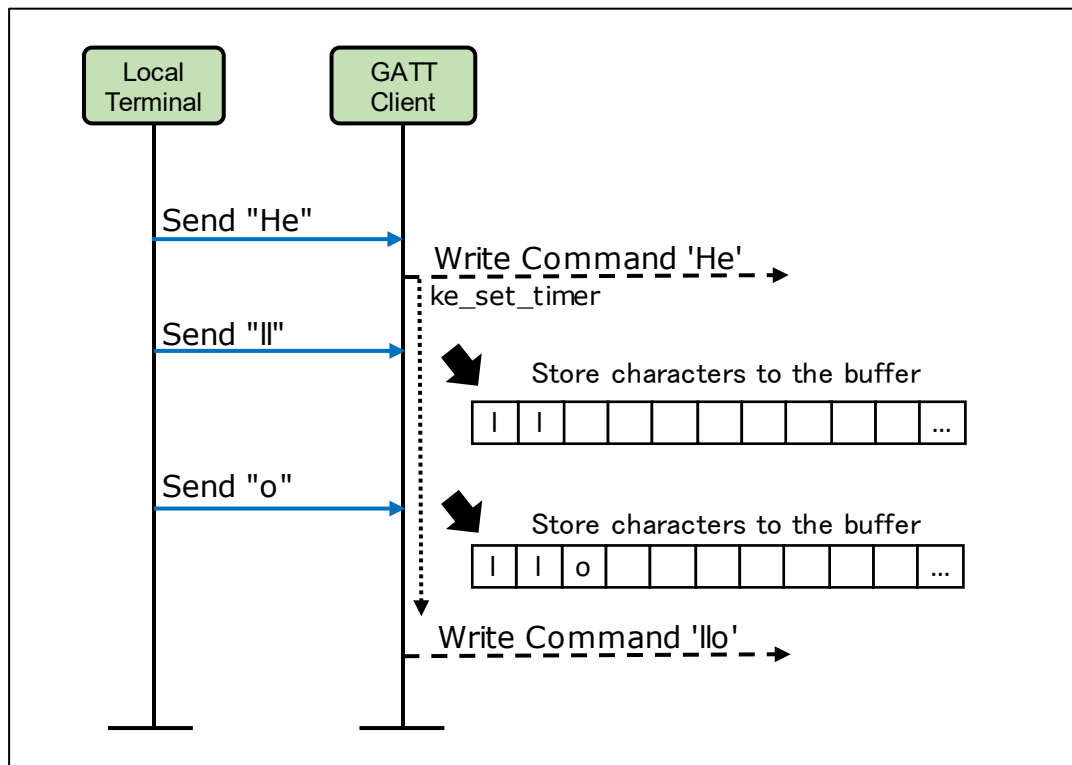 Local
Terminal
GATT
Client
Send "He"
Write Command 'He'
ke_set_timer
Send "ll"
Store characters to the buffer
l l ...
Send "o"
Store characters to the buffer
l l o ...
Write Command 'llo'